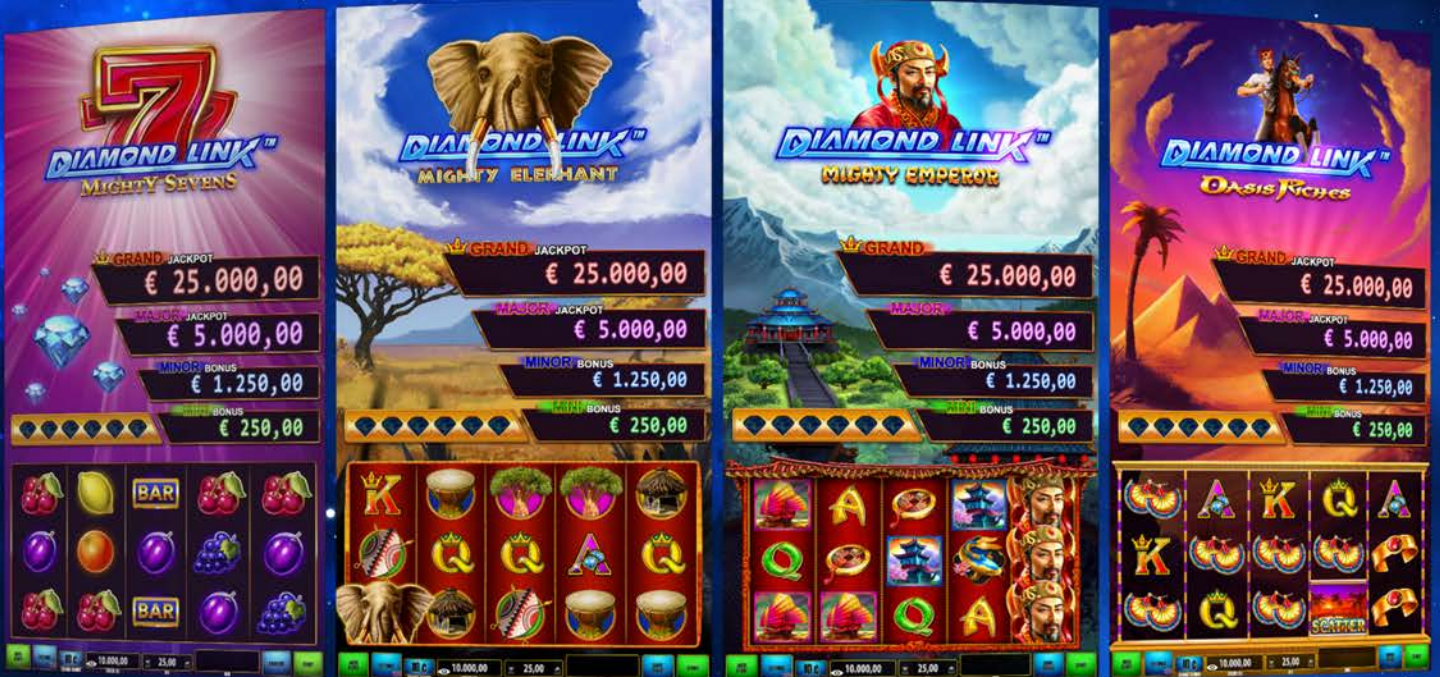 7
DIAMOND LINK™
MIGHTY SEVENS
GRAND JACKPOT
€ 25.000,00
MAJOR JACKPOT
€ 5.000,00
MINOR BONUS
€ 1.250,00
MINI BONUS
€ 250,00
BAR
BAR
10.000,00
25,00
DIAMOND LINK™
MIGHTY ELEPHANT
GRAND JACKPOT
€ 25.000,00
MAJOR JACKPOT
€ 5.000,00
MINOR BONUS
€ 1.250,00
MINI BONUS
€ 250,00
K
Q Q A Q
10.000,00
25,00
DIAMOND LINK™
MIGHTY EMPEROR
GRAND
€ 25.000,00
MAJOR
€ 5.000,00
MINOR BONUS
€ 1.250,00
MINI BONUS
€ 250,00
A
Q
Q A
10.000,00
25,00
DIAMOND LINK™
OASIS RICHES
GRAND JACKPOT
€ 25.000,00
MAJOR JACKPOT
€ 5.000,00
MINOR BONUS
€ 1.250,00
MINI BONUS
€ 250,00
A K Q A
K
Q SCATTER
10.000,00
25,00